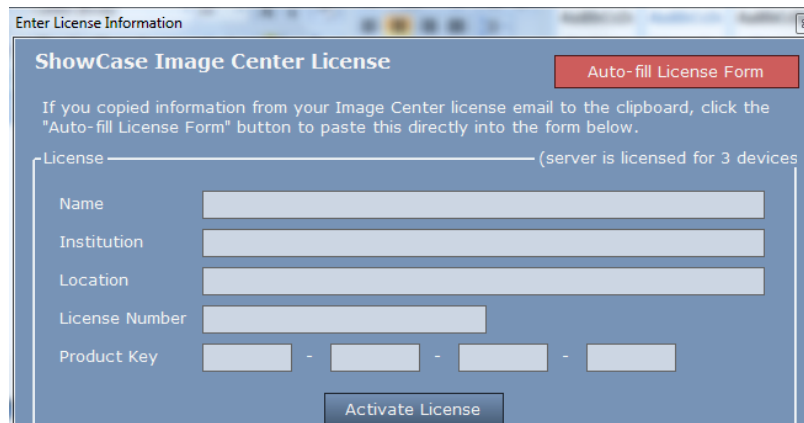 Enter License Information
ShowCase Image Center License
Auto-fill License Form
If you copied information from your Image Center license email to the clipboard, click the
"Auto-fill License Form" button to paste this directly into the form below.
License (server is licensed for 3 devices
Name
Institution
Location
License Number
Product Key - - -
Activate License